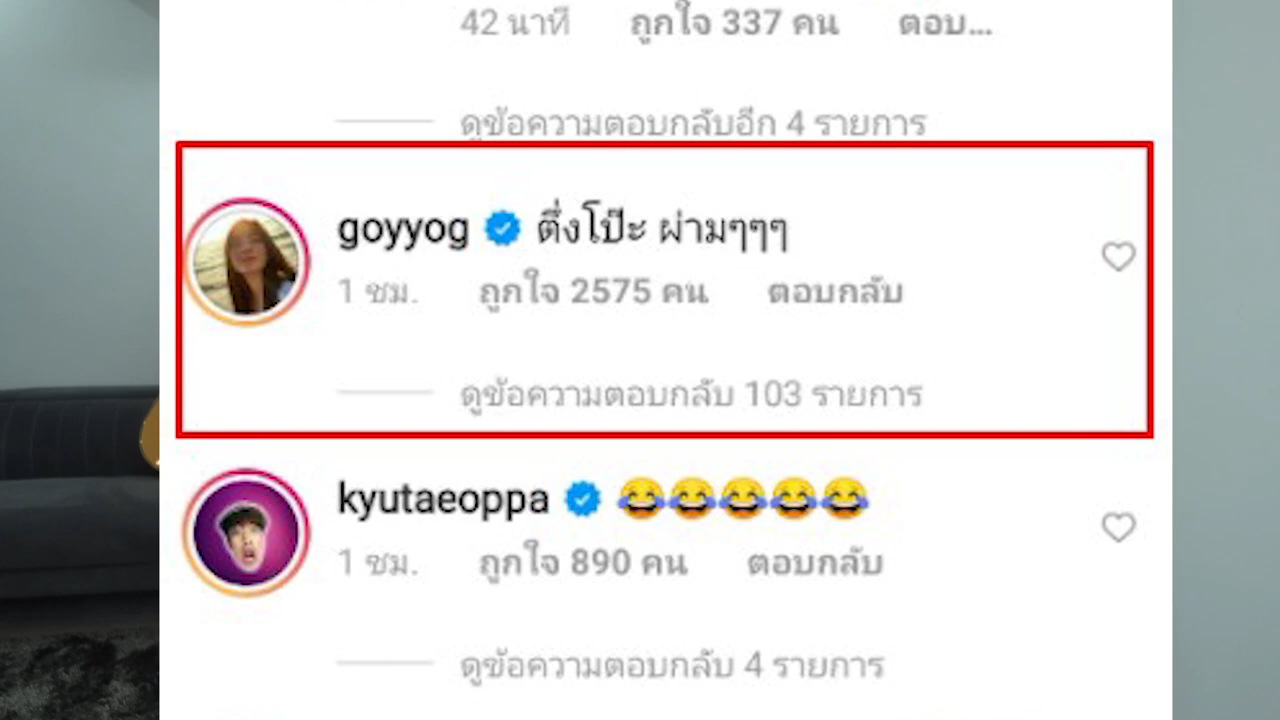 42 นาที ถูกใจ 337 คน ตอบ...
ดูข้อความตอบกลับอีก 4 รายการ
goyyog ตึ่งโป๊ะ ผ่ามๆๆๆ
1 ชม. ถูกใจ 2575 คน ตอบกลับ
ดูข้อความตอบกลับ 103 รายการ
kyutaeoppa 😂😂😂😂😂
1 ชม. ถูกใจ 890 คน ตอบกลับ
ดูข้อความตอบกลับ 4 รายการ